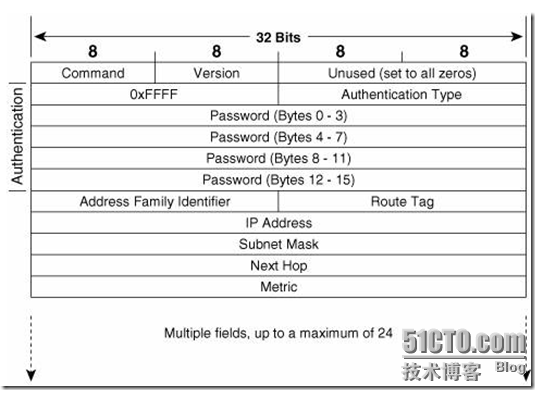 32 Bits
8 8 8 8
Command Version Unused (set to all zeros)
Authentication
0xFFFF Authentication Type
Password (Bytes 0 - 3)
Password (Bytes 4 - 7)
Password (Bytes 8 - 11)
Password (Bytes 12 - 15)
Address Family Identifier Route Tag
IP Address
Subnet Mask
Next Hop
Metric
Multiple fields, up to a maximum of 24
51CTO.com
技术博客 Blog